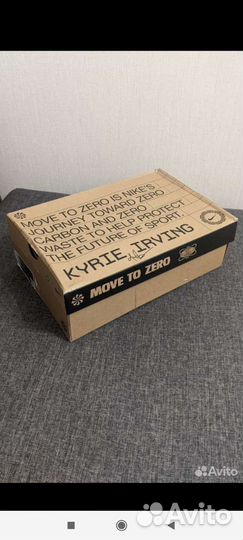 MOVE TO ZERO IS NIKE'S
JOURNEY TOWARD ZERO
CARBON AND ZERO
WASTE TO HELP PROTECT
THE FUTURE OF SPORT
KYRIE IRVING
MOVE TO ZERO
Avito
Avito